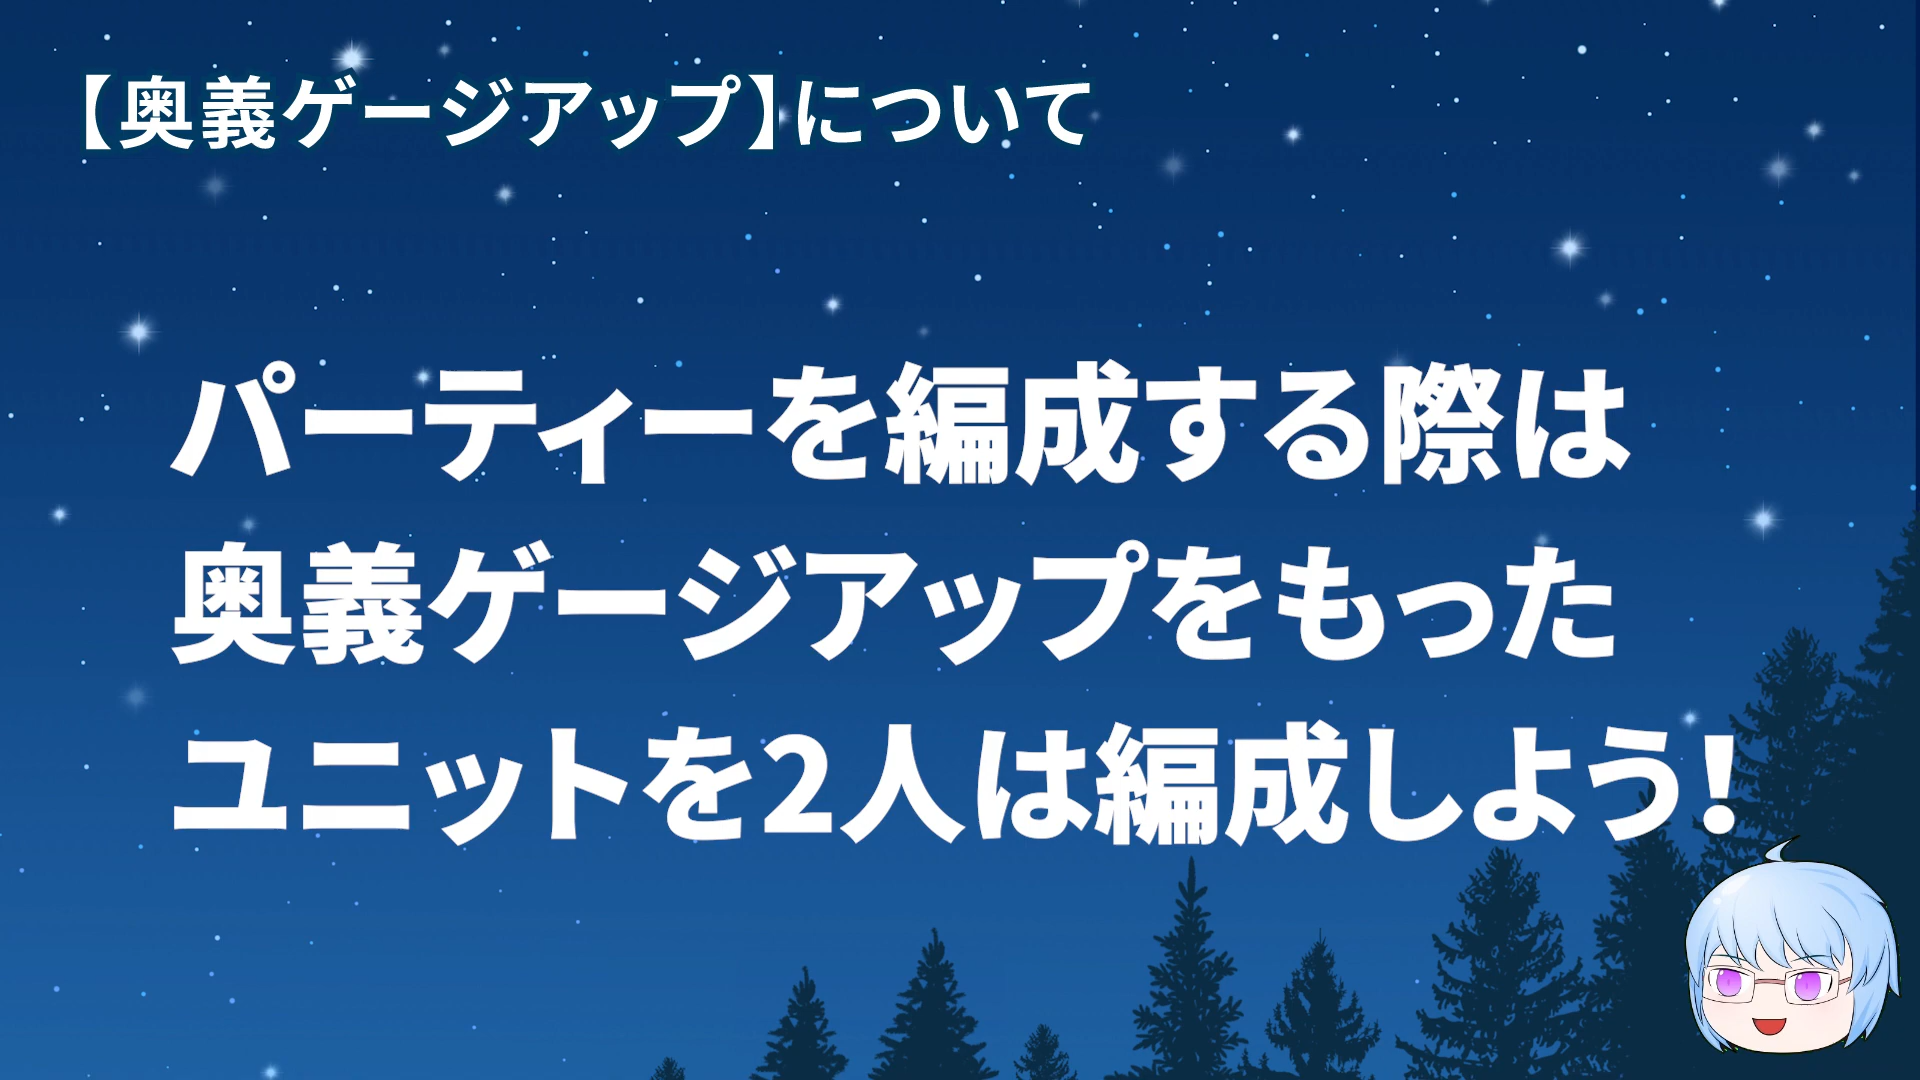 【奥義ゲージアップ】について
パーティーを編成する際は
奥義ゲージアップをもった
ユニットを2人は編成しよう！